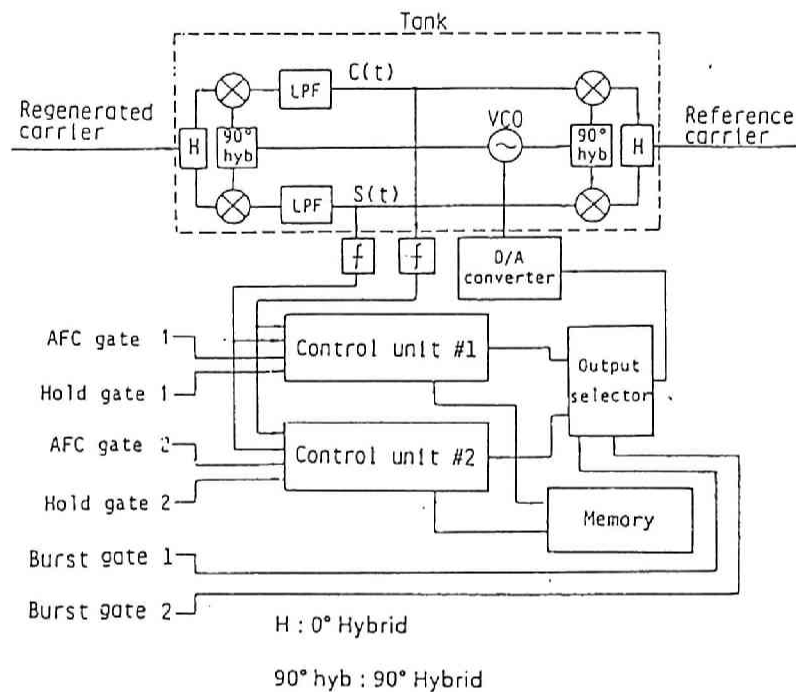 Tank
C(t)
LPF
Regenerated
carrier
VCO
Reference
carrier
H
90°
hyb
~
90°
hyb
H
S(t)
LPF
f
f
D/A
converter
AFC gate 1
Control unit #1
Output
selector
Hold gate 1
AFC gate 2
Control unit #2
Hold gate 2
Memory
Burst gate 1
Burst gate 2
H : 0° Hybrid
90° hyb : 90° Hybrid